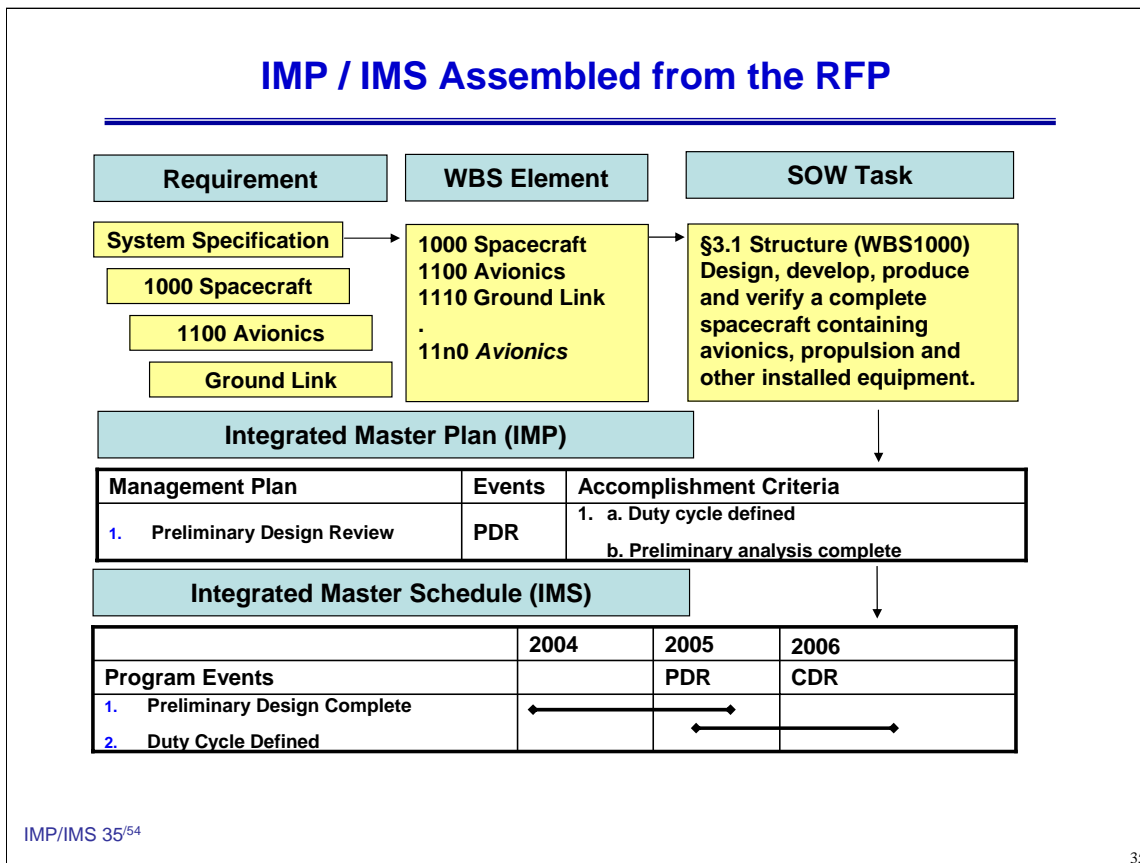 IMP / IMS Assembled from the RFP
Requirement
WBS Element
SOW Task
System Specification
1000 Spacecraft
1100 Avionics
Ground Link
1000 Spacecraft
1100 Avionics
1110 Ground Link
.
11n0 Avionics
§3.1 Structure (WBS1000)
Design, develop, produce
and verify a complete
spacecraft containing
avionics, propulsion and
other installed equipment.
Integrated Master Plan (IMP)
Management Plan Events Accomplishment Criteria
1. Preliminary Design Review PDR
1. a. Duty cycle defined
b. Preliminary analysis complete
Integrated Master Schedule (IMS)
2004 2005 2006
Program Events PDR CDR
1. Preliminary Design Complete
2. Duty Cycle Defined
IMP/IMS 35/54